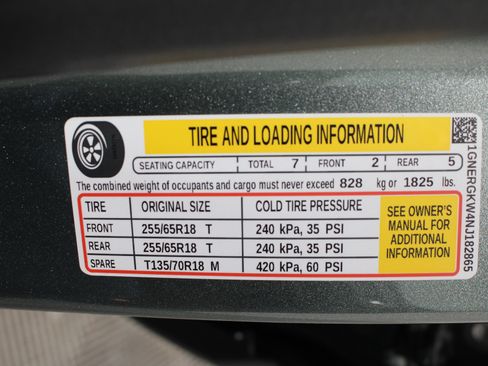 TIRE AND LOADING INFORMATION
SEATING CAPACITY TOTAL 7 FRONT 2 REAR 5
The combined weight of occupants and cargo must never exceed 828 kg or 1825 lbs.
TIRE ORIGINAL SIZE COLD TIRE PRESSURE
FRONT 255/65R18 T 240 kPa, 35 PSI
REAR 255/65R18 T 240 kPa, 35 PSI
SPARE T135/70R18 M 420 kPa, 60 PSI
SEE OWNER'S
MANUAL FOR
ADDITIONAL
INFORMATION
1GNERGKW4NJ182865